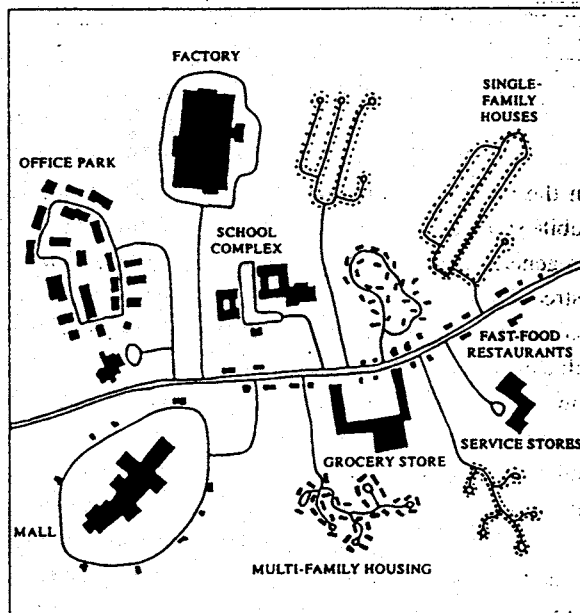 FACTORY
SINGLE-
FAMILY
HOUSES
OFFICE PARK
SCHOOL
COMPLEX
FAST-FOOD
RESTAURANTS
SERVICE STORES
GROCERY STORE
MALL
MULTI-FAMILY HOUSING